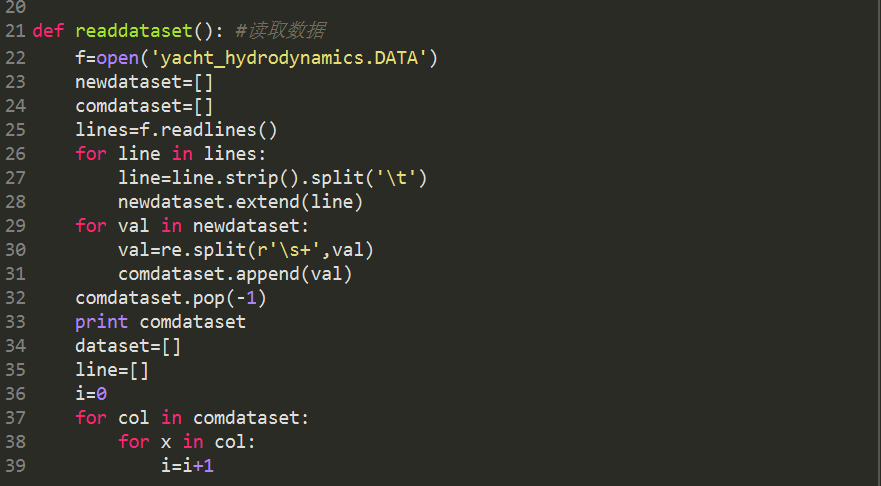 20
21 def readdataset(): #读取数据
22     f=open('yacht_hydrodynamics.DATA')
23     newdataset=[]
24     comdataset=[]
25     lines=f.readlines()
26     for line in lines:
27         line=line.strip().split('\t')
28         newdataset.extend(line)
29     for val in newdataset:
30         val=re.split(r'\s+',val)
31         comdataset.append(val)
32     comdataset.pop(-1)
33     print comdataset
34     dataset=[]
35     line=[]
36     i=0
37     for col in comdataset:
38         for x in col:
39             i=i+1